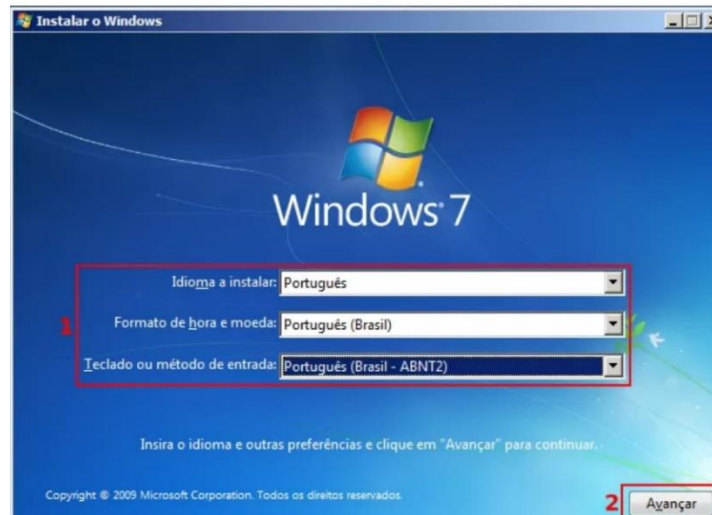 Instalar o Windows
Windows 7
1
Idioma a instalar: Português
Formato de hora e moeda: Português (Brasil)
Teclado ou método de entrada: Português (Brasil - ABNT2)
Insira o idioma e outras preferências e clique em "Avançar" para continuar.
Copyright © 2009 Microsoft Corporation. Todos os direitos reservados.
2
Avançar